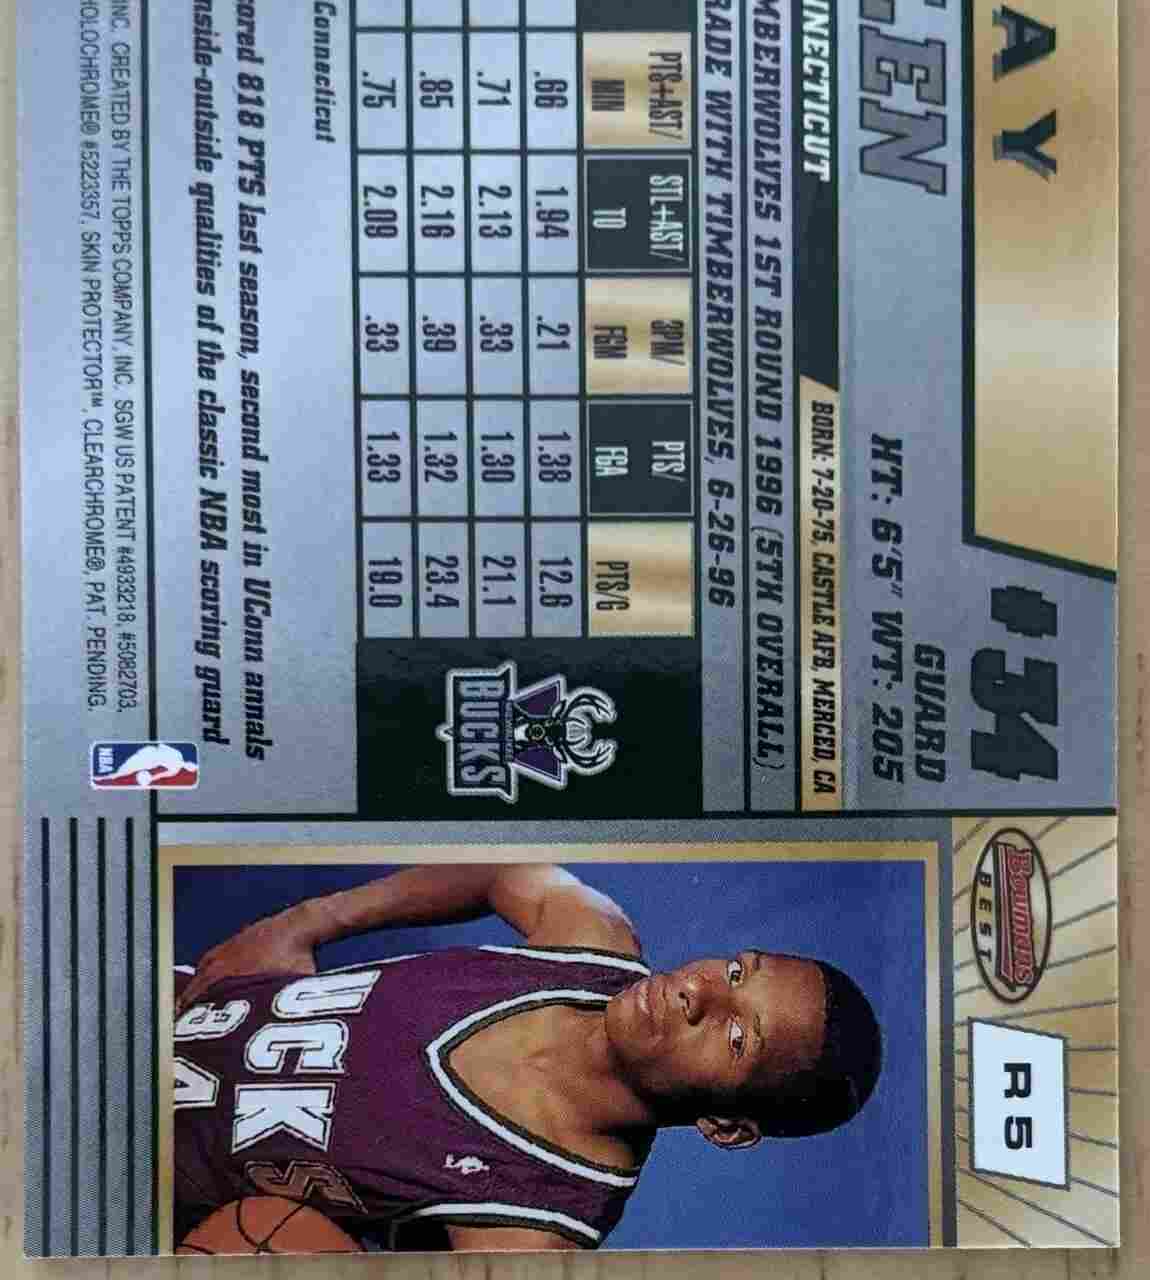 AY
LEN
#34
GUARD
HT: 6'5" WT: 205
NNECTICUT
BORN: 7-20-75, CASTLE AFB, MERCED, CA
MBERWOLVES 1ST ROUND 1996 (5TH OVERALL)
RADE WITH TIMBERWOLVES, 6-26-96
PTS+AST/ STL+AST/ 3PM/ PTS/ PTS/G
MIN TO FGM FGA
.66 1.94 .21 1.38 12.6
.71 2.13 .33 1.30 21.1
.85 2.16 .39 1.32 23.4
.75 2.09 .33 1.33 19.0
BUCKS
Connecticut
ored 818 PTS last season, second most in UConn annals
nside-outside qualities of the classic NBA scoring guard
INC. CREATED BY THE TOPPS COMPANY, INC. SGW US PATENT #4933218, #5082703,
HOLOCHROME® #5223357, SKIN PROTECTOR™, CLEARCHROME®, PAT. PENDING.
NBA
Bowman's
BEST
R5
UCKS
34